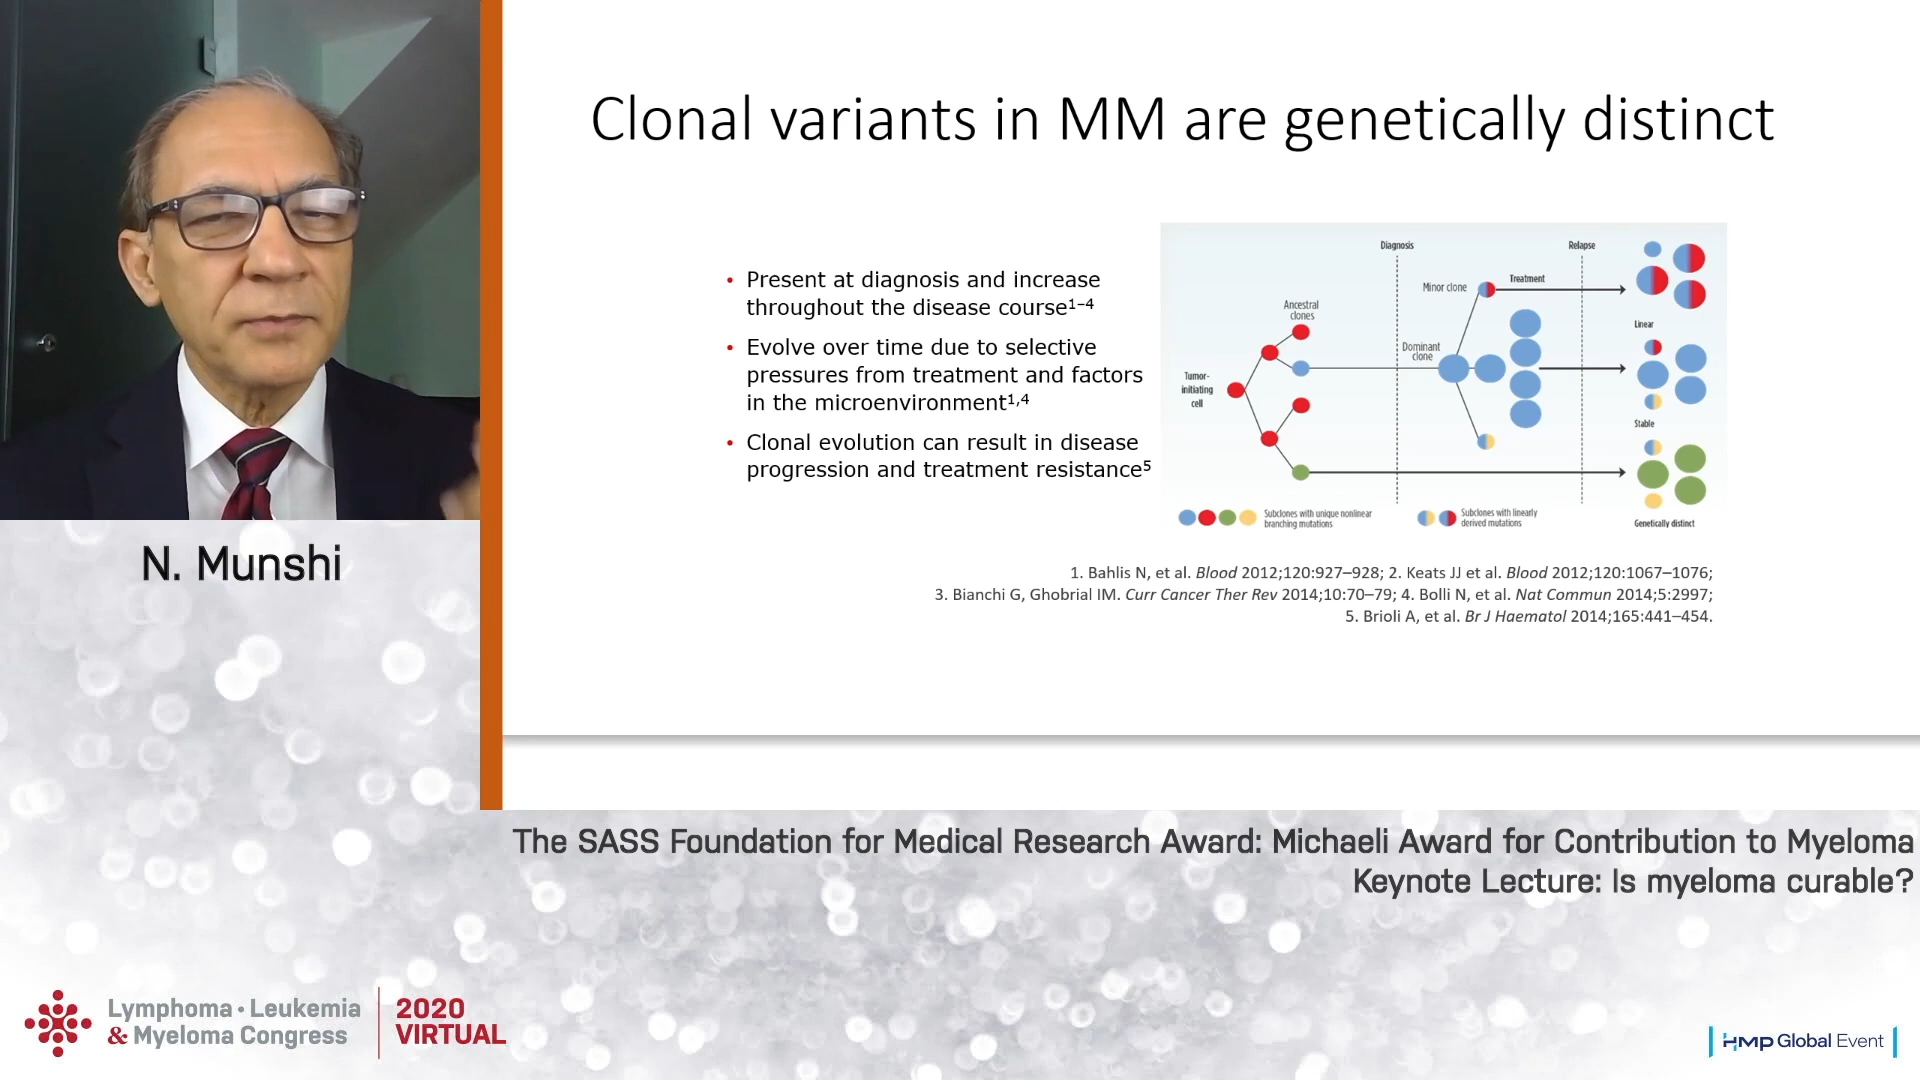 Clonal variants in MM are genetically distinct
• Present at diagnosis and increase
throughout the disease course1–4
• Evolve over time due to selective
pressures from treatment and factors
in the microenvironment1,4
• Clonal evolution can result in disease
progression and treatment resistance5
Diagnosis
Relapse
Minor clone
Treatment
Ancestral
clones
Linear
Dominant
clone
Tumor-
initiating
cell
Stable
Subclones with unique nonlinear
branching mutations
Subclones with linearly
derived mutations
Genetically distinct
1. Bahlis N, et al. Blood 2012;120:927–928; 2. Keats JJ et al. Blood 2012;120:1067–1076;
3. Bianchi G, Ghobrial IM. Curr Cancer Ther Rev 2014;10:70–79; 4. Bolli N, et al. Nat Commun 2014;5:2997;
5. Brioli A, et al. Br J Haematol 2014;165:441–454.
N. Munshi
The SASS Foundation for Medical Research Award: Michaeli Award for Contribution to Myeloma
Keynote Lecture: Is myeloma curable?
Lymphoma • Leukemia
& Myeloma Congress
2020
VIRTUAL
HMP Global Event